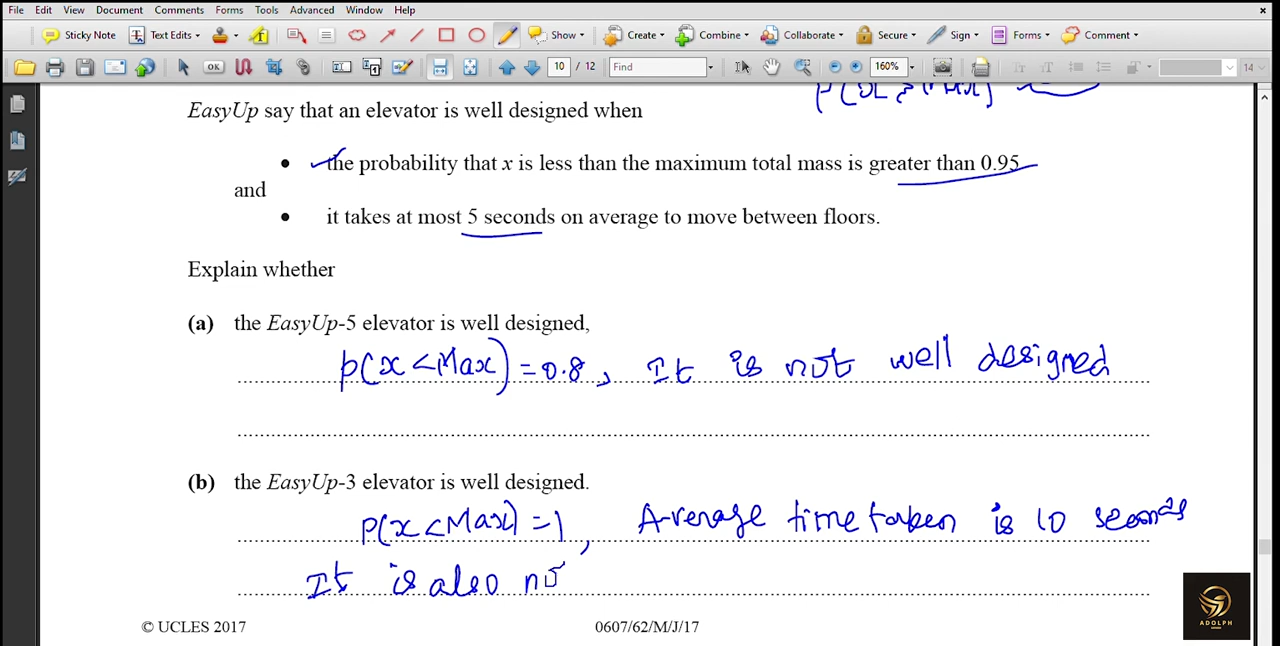 File Edit View Document Comments Forms Tools Advanced Window Help
Sticky Note Text Edits Show Create Combine Collaborate Secure Sign Forms Comment
OK 10 / 12 Find 160% 14
EasyUp say that an elevator is well designed when
• the probability that x is less than the maximum total mass is greater than 0.95
and
• it takes at most 5 seconds on average to move between floors.
Explain whether
(a) the EasyUp-5 elevator is well designed,
P(x < Max) = 0.8, It is not well designed
(b) the EasyUp-3 elevator is well designed.
P(x < Max) = 1, Average time taken is 10 seconds
It is also no
© UCLES 2017 0607/62/M/J/17
ADOLPH